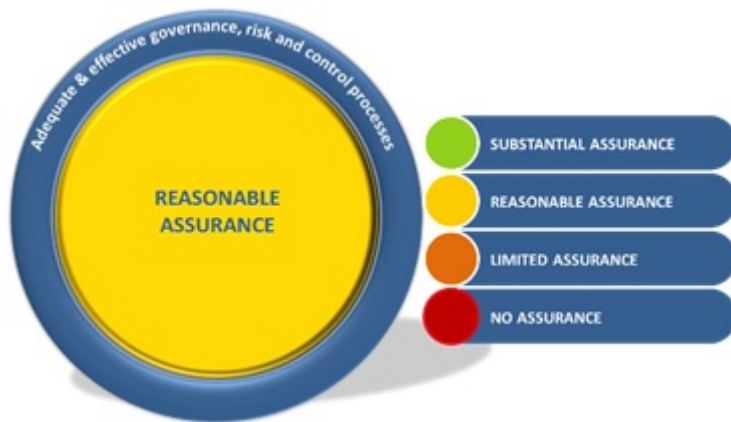 Adequate & effective governance, risk and control processes
REASONABLE
ASSURANCE
SUBSTANTIAL ASSURANCE
REASONABLE ASSURANCE
LIMITED ASSURANCE
NO ASSURANCE